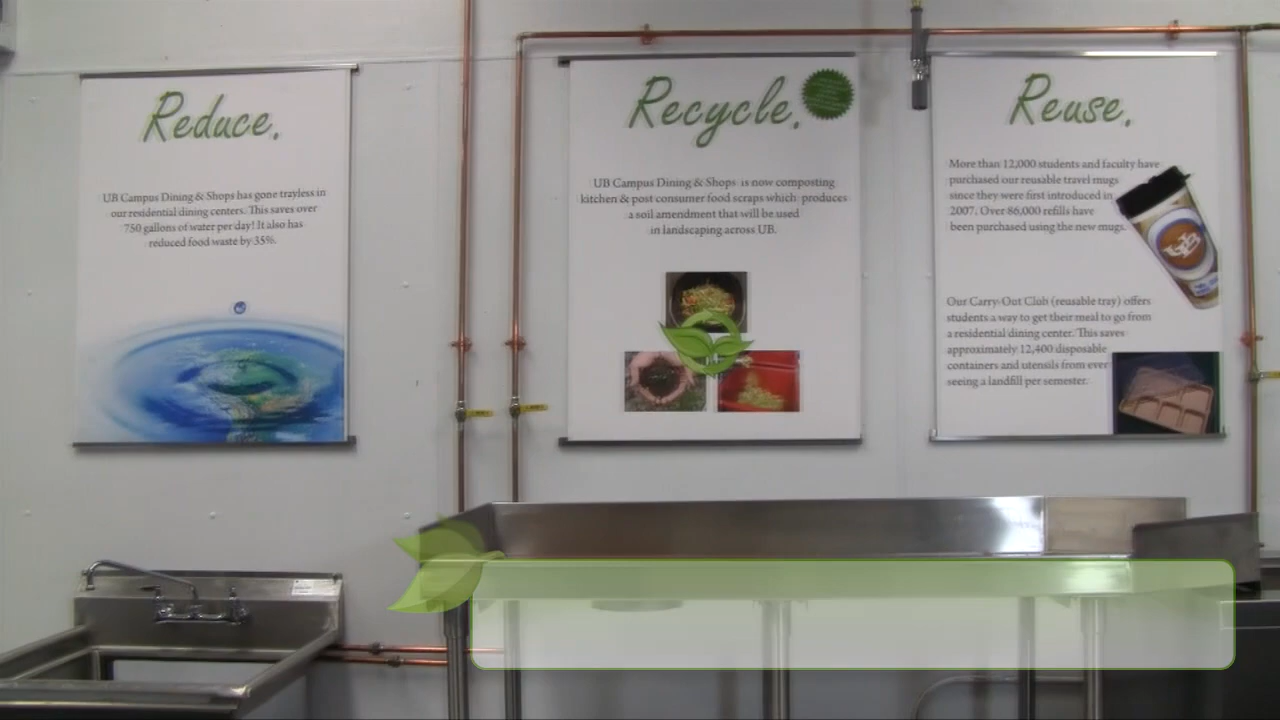 Reduce.
UB Campus Dining & Shops has gone trayless in
our residential dining centers. This saves over
750 gallons of water per day! It also has
reduced food waste by 35%.
Recycle.
UB Campus Dining & Shops is now composting
kitchen & post consumer food scraps which produces
a soil amendment that will be used
in landscaping across UB.
Reuse.
More than 12,000 students and faculty have
purchased our reusable travel mugs
since they were first introduced in
2007. Over 86,000 refills have
been purchased using the new mugs.
UB
Our Carry-Out Club (reusable tray) offers
students a way to get their meal to go from
a residential dining center. This saves
approximately 12,400 disposable
containers and utensils from ever
seeing a landfill per semester.